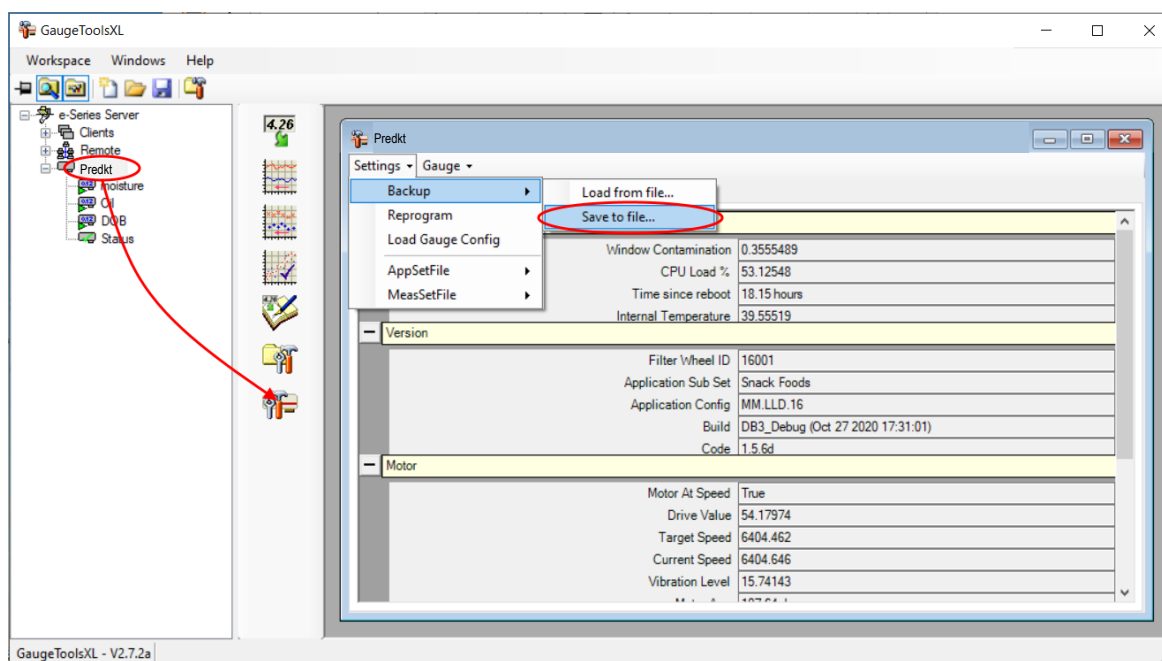 GaugeToolsXL
Workspace Windows Help
e-Series Server
Clients
Remote
Predkt
moisture
Oil
DOB
Status
4.26
Predkt
Settings Gauge
Backup
Reprogram
Load Gauge Config
AppSetFile
MeasSetFile
Load from file...
Save to file...
Window Contamination 0.3555489
CPU Load % 53.12548
Time since reboot 18.15 hours
Internal Temperature 39.55519
Version
Filter Wheel ID 16001
Application Sub Set Snack Foods
Application Config MM.LLD.16
Build DB3_Debug (Oct 27 2020 17:31:01)
Code 1.5.6d
Motor
Motor At Speed True
Drive Value 54.17974
Target Speed 6404.462
Current Speed 6404.646
Vibration Level 15.74143
GaugeToolsXL - V2.7.2a